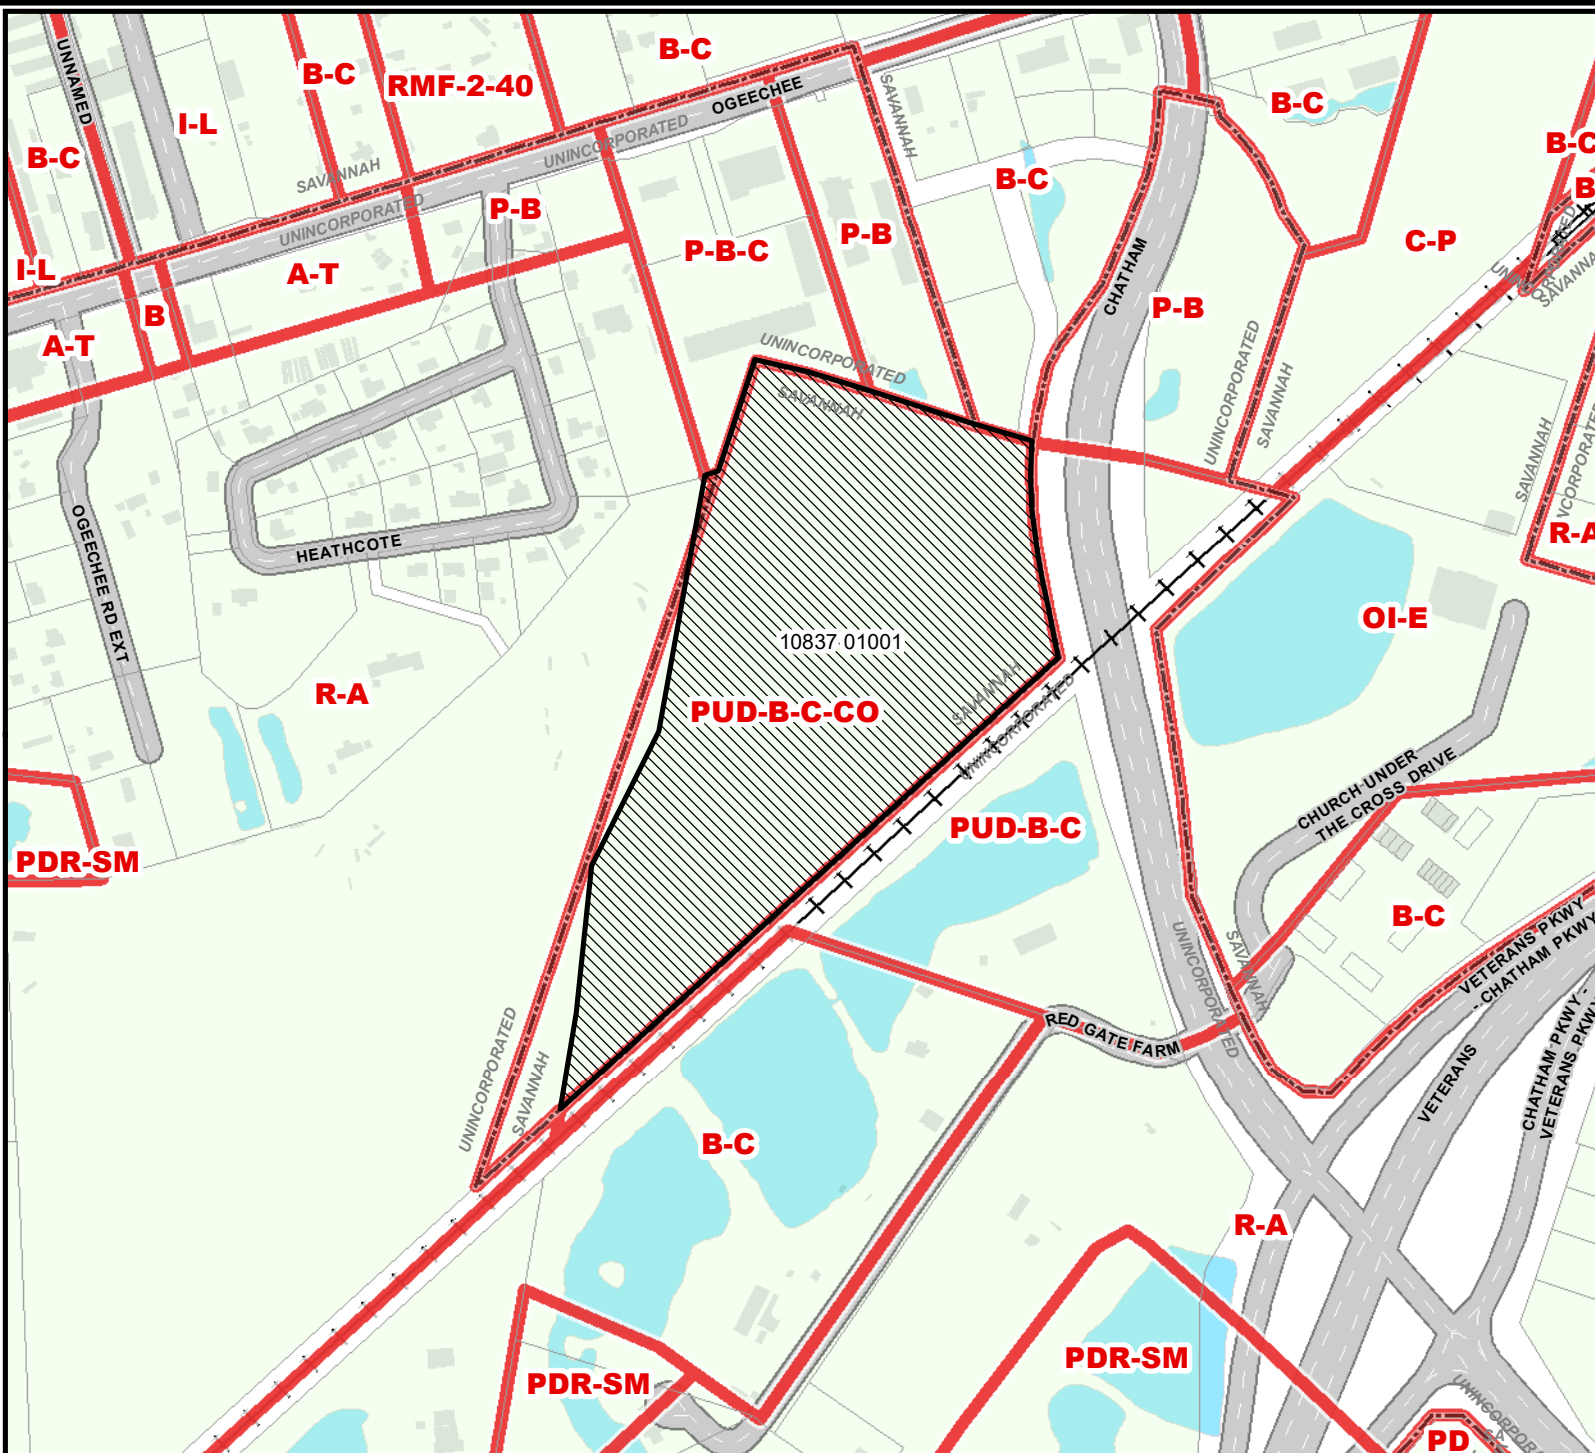 B-C
B-C
RMF-2-40
OGEECHEE
SAVANNAH
B-C
UNNAMED
I-L
B-C
SAVANNAH
UNINCORPORATED
UNINCORPORATED
B-C
B-C
B
I-L
A-T
P-B
P-B-C
P-B
CHATHAM
P-B
C-P
SAVANNAH
B
A-T
UNINCORPORATED
SAVANNAH
UNINCORPORATED
SAVANNAH
SAVANNAH
OGEECHEE RD EXT
HEATHCOTE
R-A
OI-E
10837 01001
R-A
PUD-B-C-CO
SAVANNAH
UNINCORPORATED
CHURCH UNDER
THE CROSS DRIVE
PDR-SM
PUD-B-C
B-C
UNINCORPORATED
SAVANNAH
VETERANS PKWY
- CHATHAM PKWY
RED GATE FARM
UNINCORPORATED
SAVANNAH
VETERANS
CHATHAM PKWY -
VETERANS PKWY
B-C
R-A
PDR-SM
PDR-SM
PD